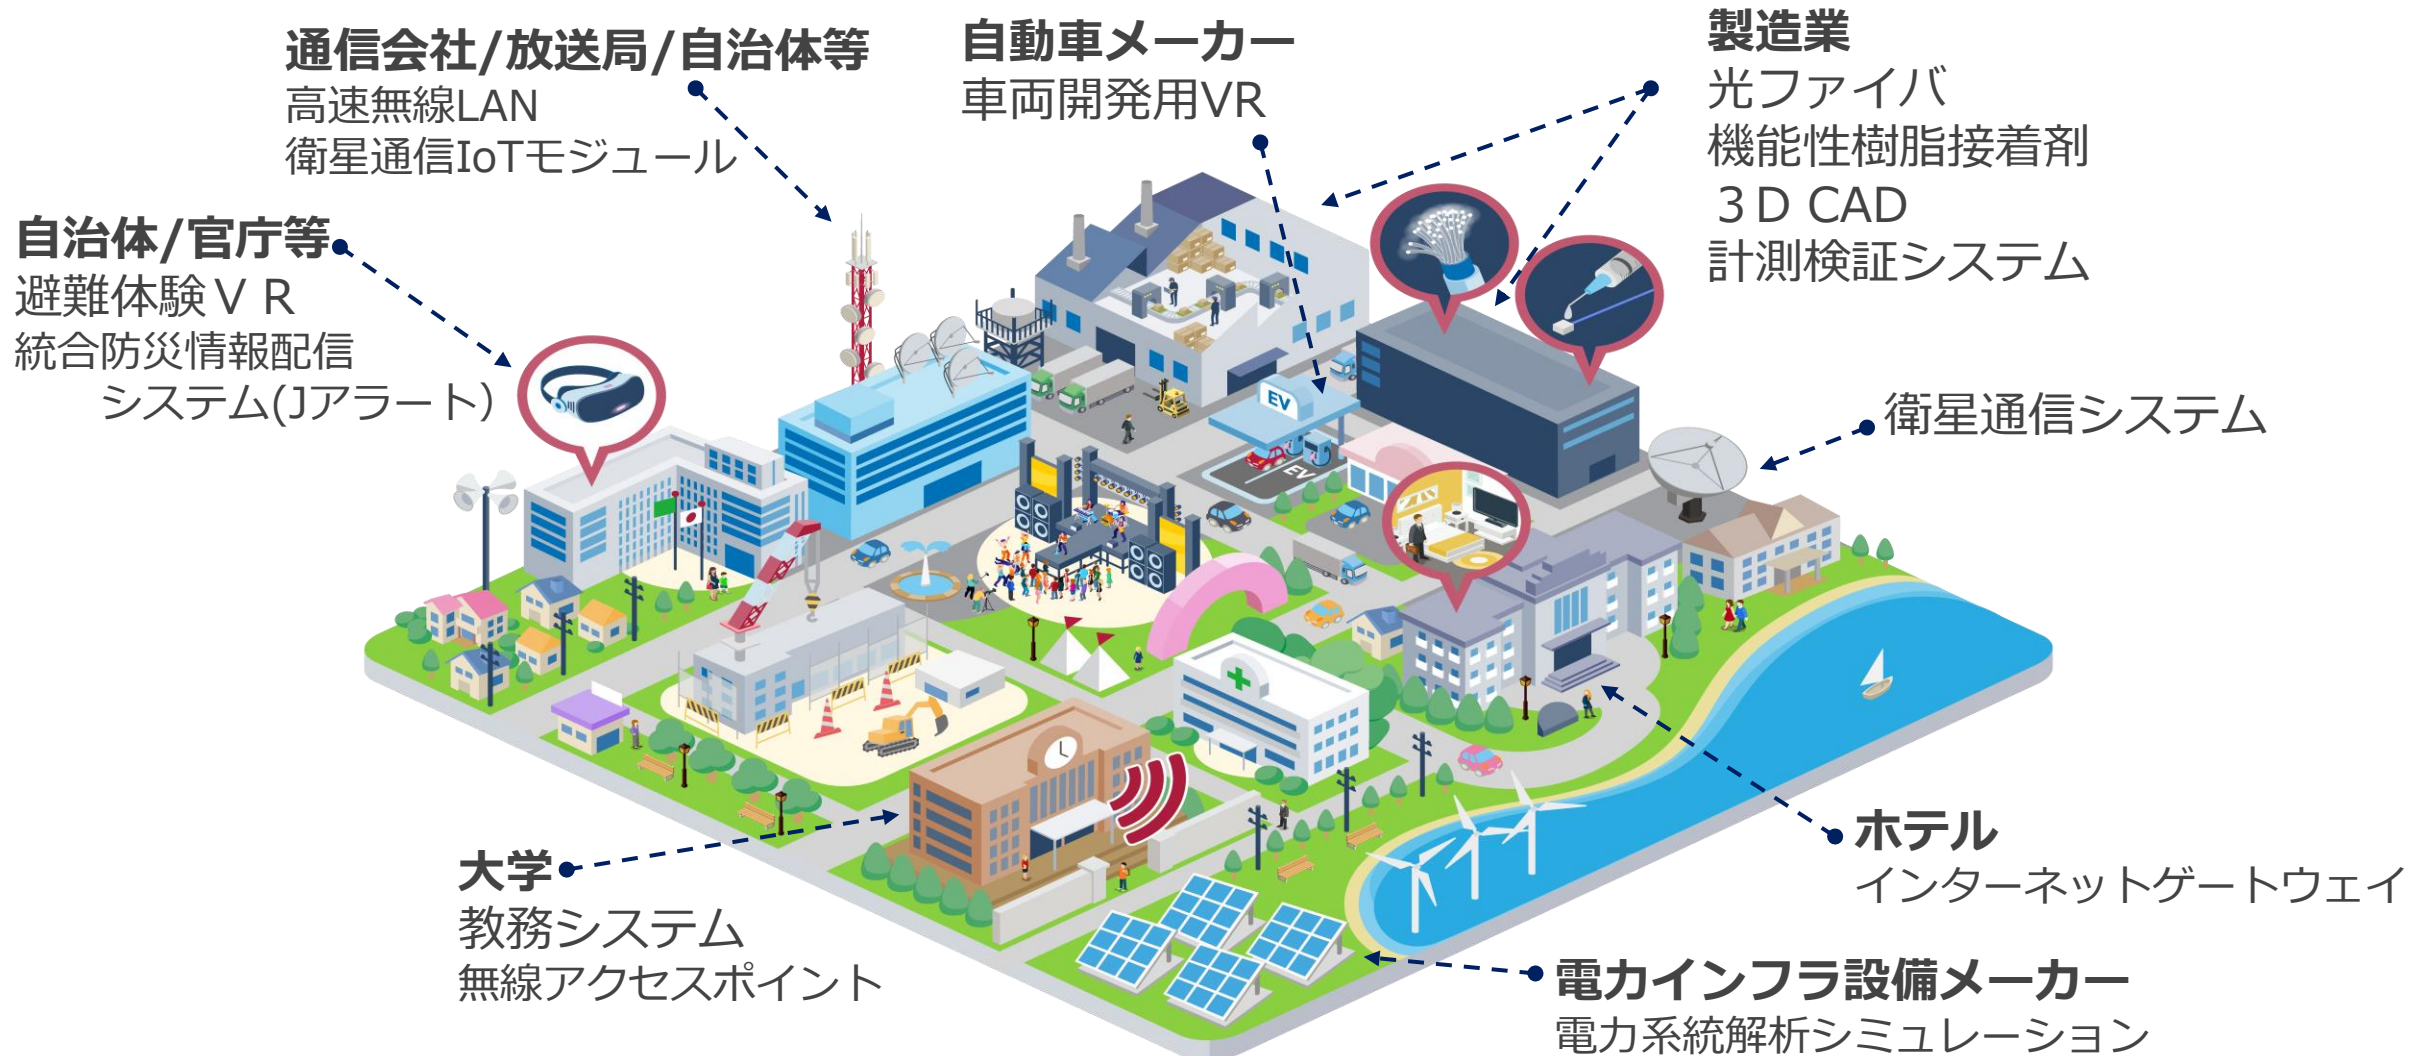 通信会社/放送局/自治体等
高速無線LAN
衛星通信IoTモジュール
自動車メーカー
車両開発用VR
製造業
光ファイバ
機能性樹脂接着剤
３D CAD
計測検証システム
自治体/官庁等
避難体験ＶＲ
統合防災情報配信
システム(Jアラート）
衛星通信システム
EV
EV
大学
教務システム
無線アクセスポイント
ホテル
インターネットゲートウェイ
電力インフラ設備メーカー
電力系統解析シミュレーション